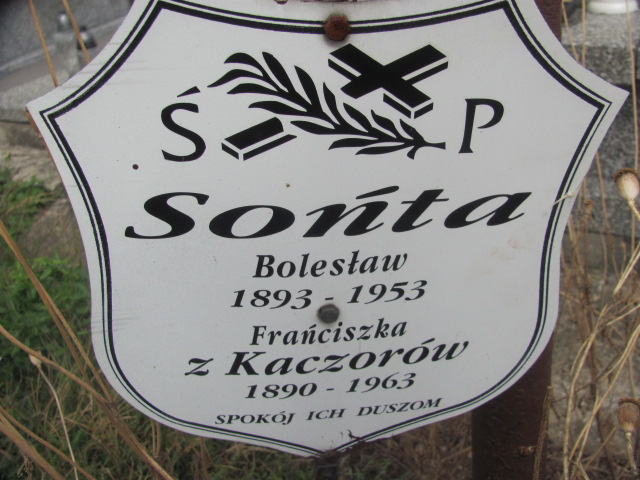 Ś P
Sońta
Bolesław
1893 - 1953
Frańciszka
z Kaczorów
1890 - 1963
SPOKÓJ ICH DUSZOM